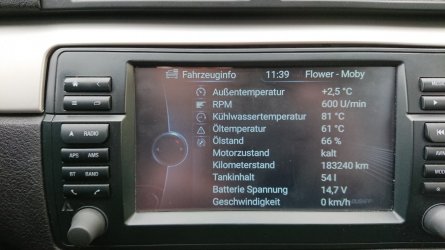 Fahrzeuginfo 11:39 Flower - Moby
Außentemperatur +2,5 °C
RPM 600 U/min
Kühlwassertemperatur 81 °C
Öltemperatur 61 °C
Ölstand 66 %
Motorzustand kalt
Kilometerstand 183240 km
Tankinhalt 54 l
Batterie Spannung 14,7 V
Geschwindigkeit 0 km/h
A RADIO
APS AMS
BT BAND